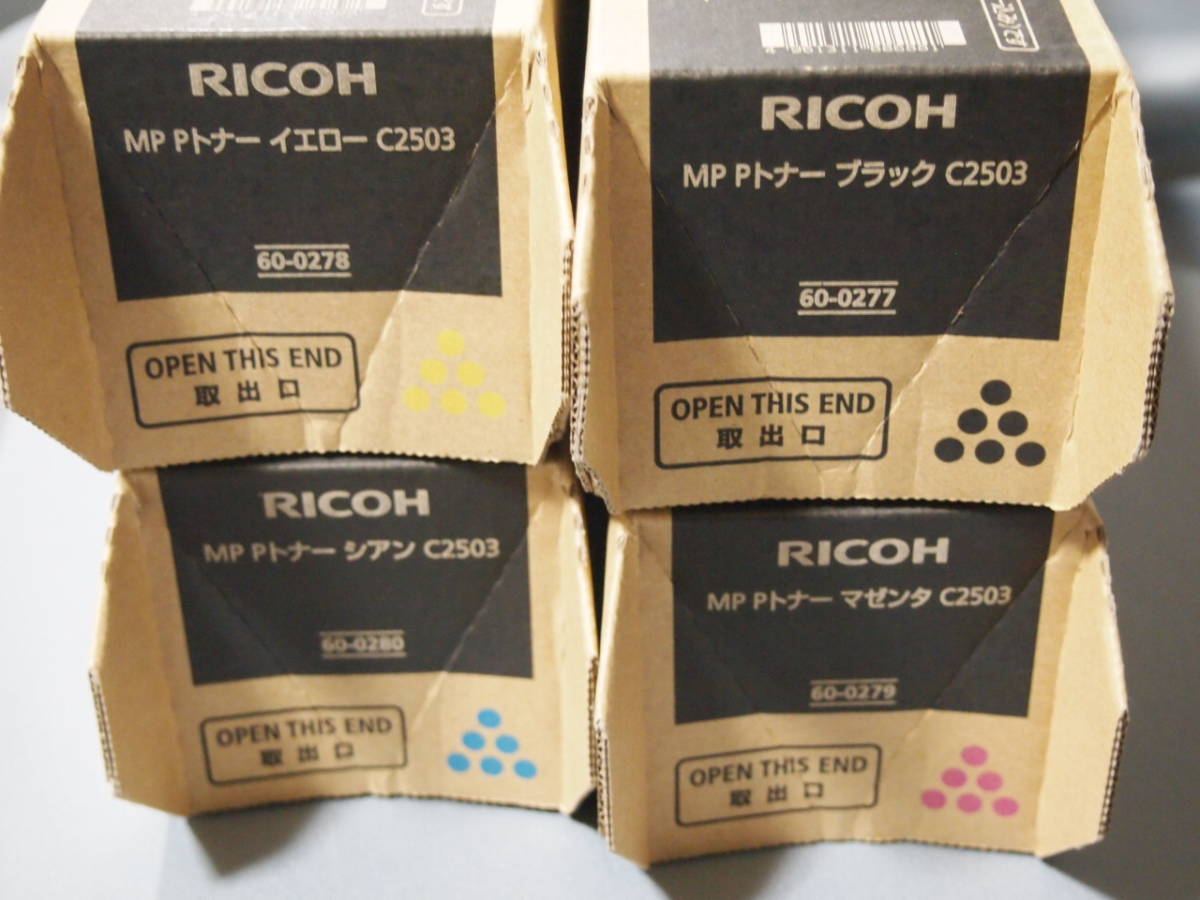 RICOH
MP Pトナー イエロー C2503
60-0278
OPEN THIS END
取出口
RICOH
MP Pトナー ブラック C2503
60-0277
OPEN THIS END
取出口
RICOH
MP Pトナー シアン C2503
60-0280
OPEN THIS END
取出口
RICOH
MP Pトナー マゼンタ C2503
60-0279
OPEN THIS END
取出口